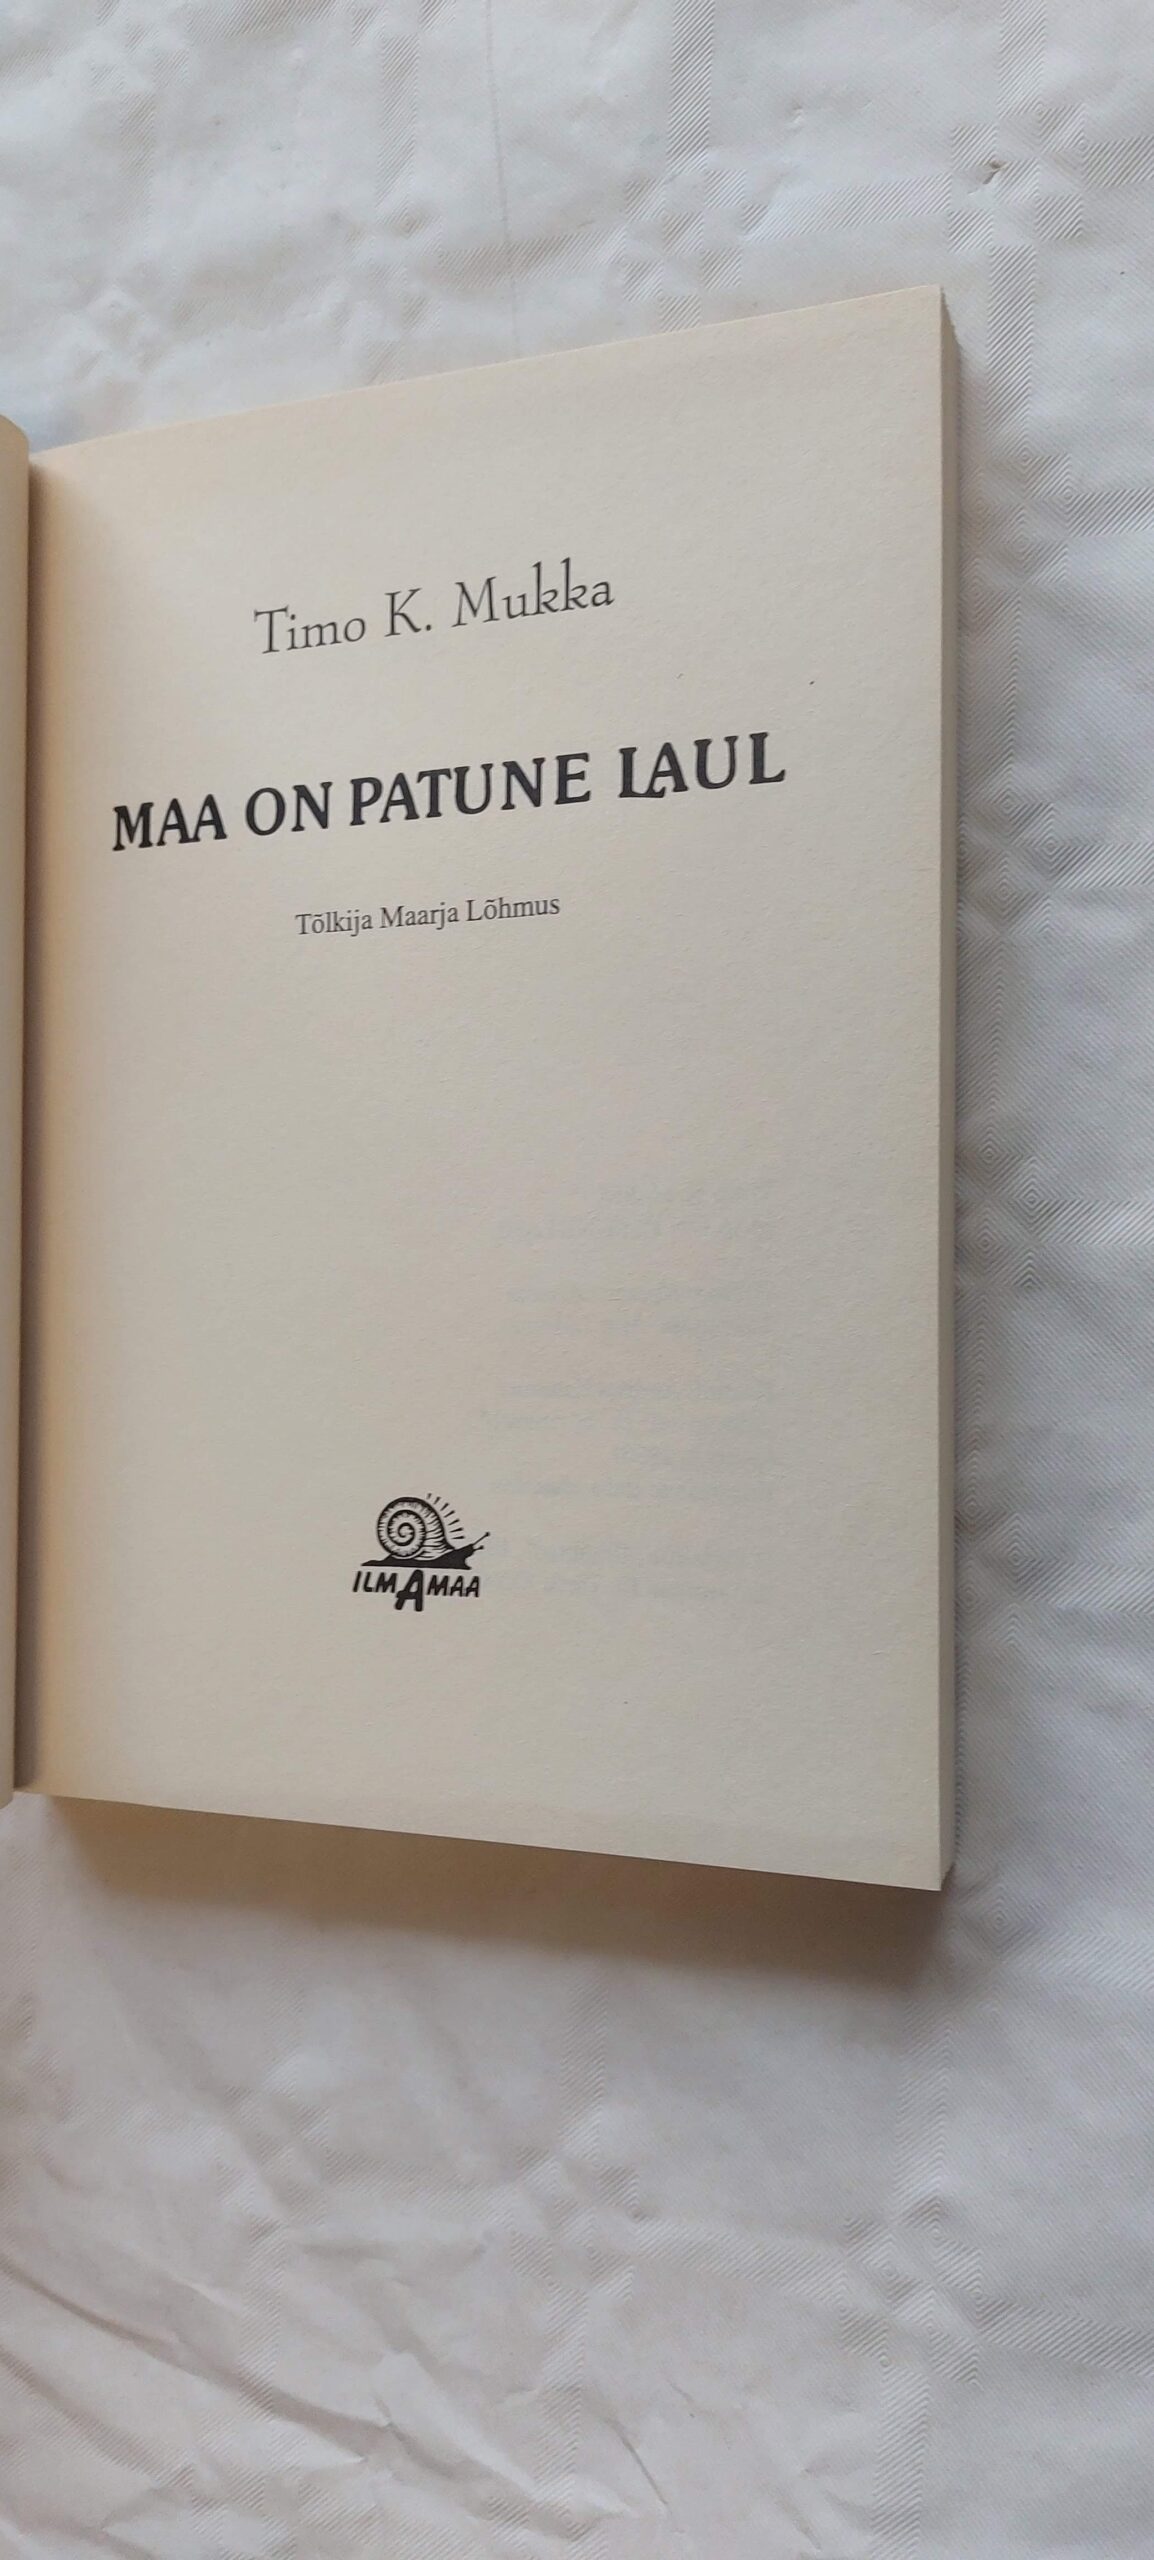 Timo K. Mukka
MAA ON PATUNE LAUL
Tõlkija Maarja Lõhmus
ILMAMAA